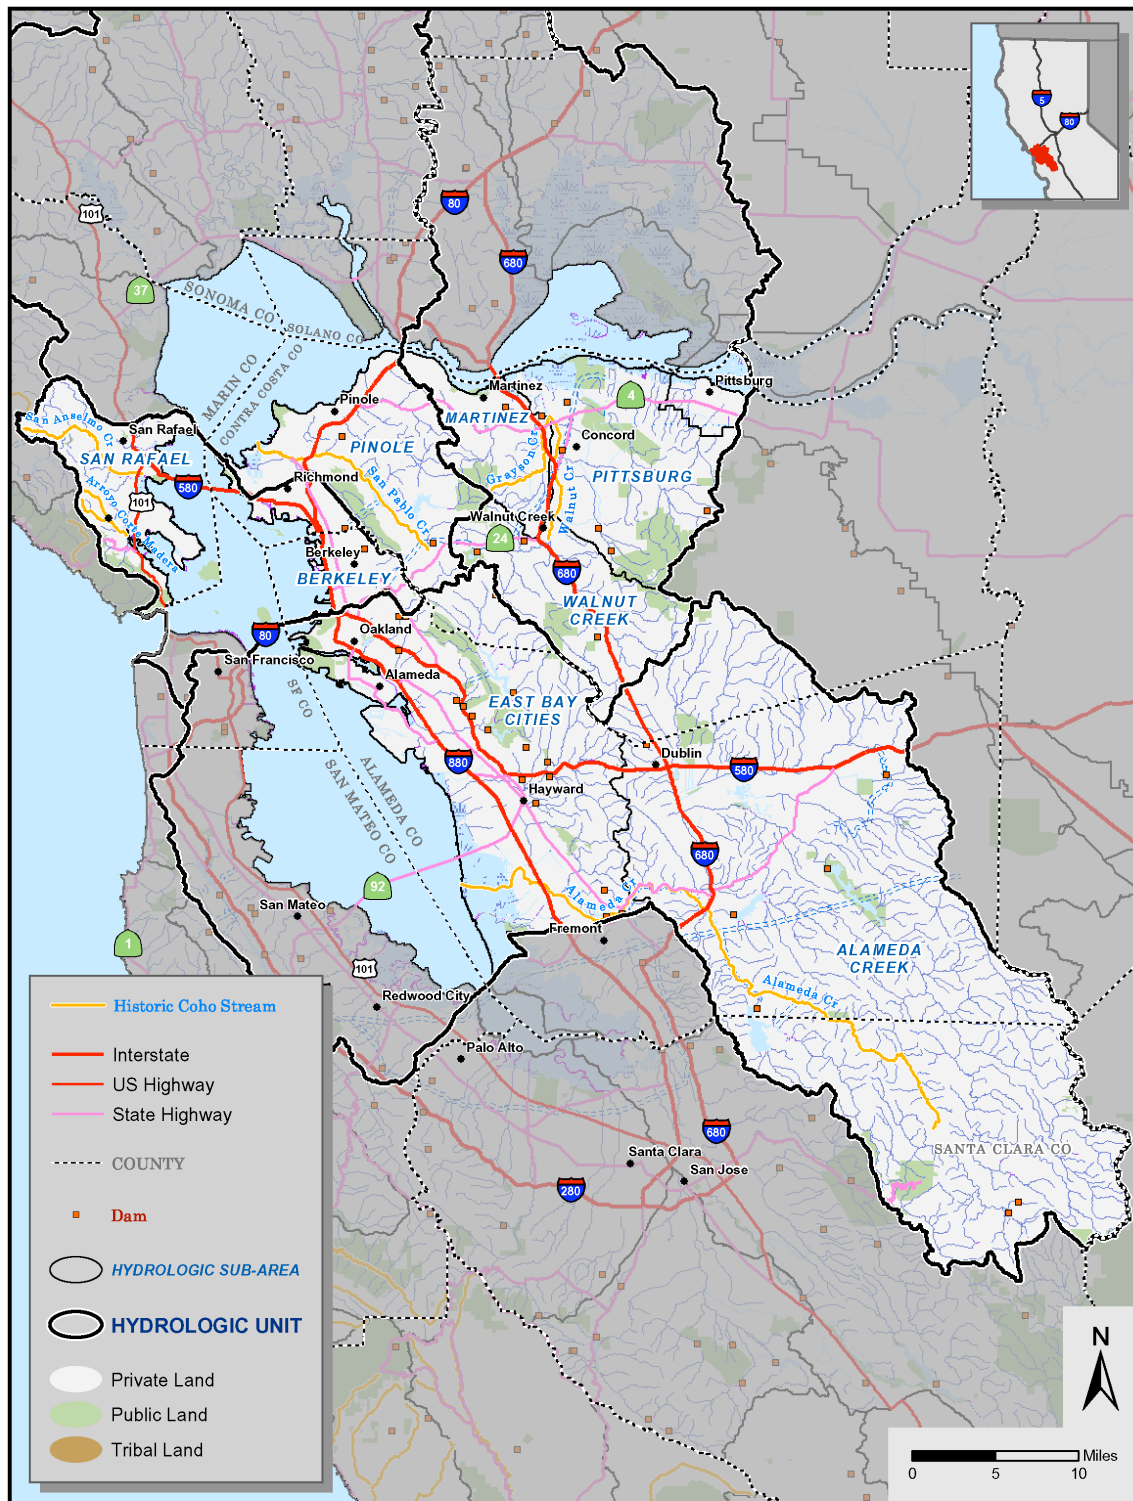 5
80
101
80
680
37
SONOMA CO
SOLANO CO
MARIN CO
CONTRA COSTA CO
Martinez
Pittsburg
4
Pinole
MARTINEZ
San Anselmo Cr
San Rafael
Concord
SAN RAFAEL
PINOLE
Grayson Cr
PITTSBURG
Richmond
San Pablo Cr
Walnut Cr
580
101
Arroyo Corte Madera
Walnut Creek
24
Berkeley
BERKELEY
680
WALNUT
CREEK
80
Oakland
San Francisco
Alameda
SF CO
EAST BAY
CITIES
880
Dublin
580
ALAMEDA CO
SAN MATEO CO
Hayward
680
92
Alameda Cr
San Mateo
1
Fremont
101
ALAMEDA
CREEK
Alameda Cr
Redwood City
Palo Alto
680
Santa Clara
San Jose
280
SANTA CLARA CO
Historic Coho Stream
Interstate
US Highway
State Highway
COUNTY
Dam
HYDROLOGIC SUB-AREA
HYDROLOGIC UNIT
Private Land
Public Land
Tribal Land
N
Miles
0 5 10